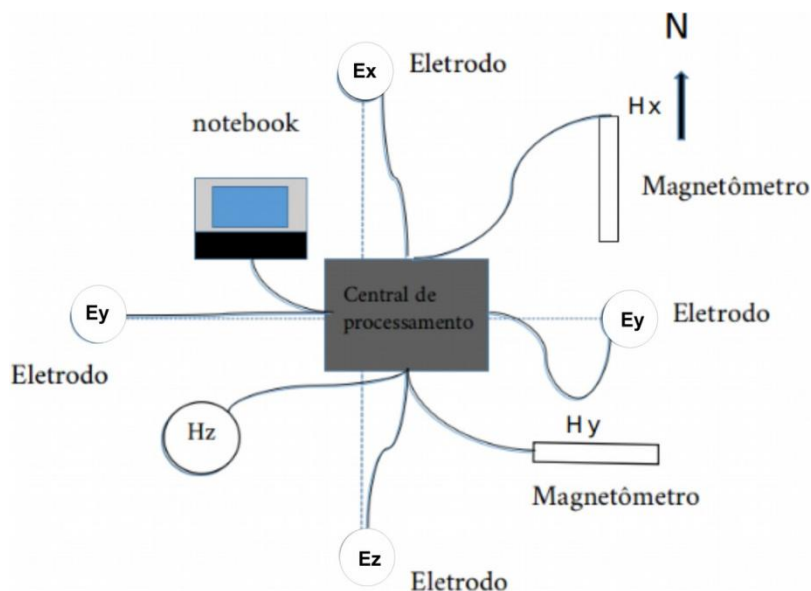 N
Ex
Eletrodo
Hx
notebook
Magnetômetro
Central de
processamento
Ey
Ey
Eletrodo
Eletrodo
Hz
Hy
Magnetômetro
Ez
Eletrodo